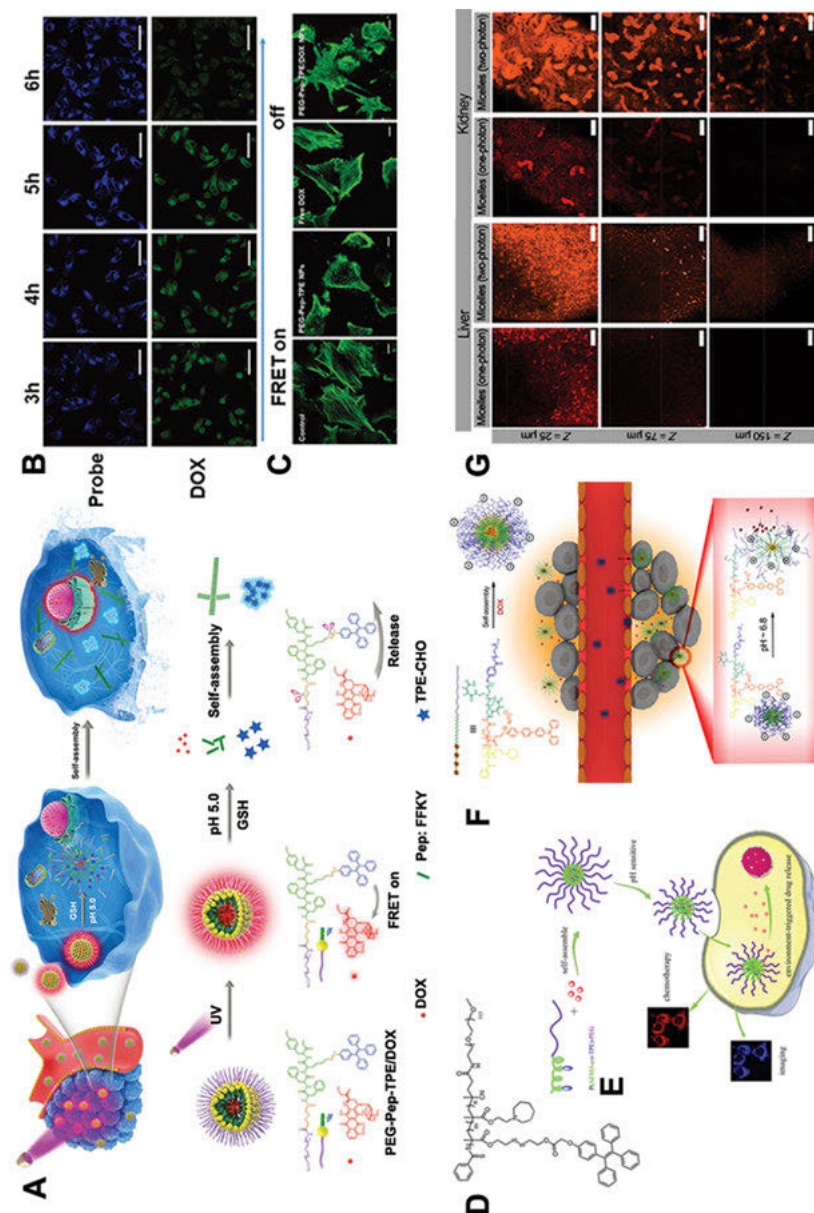 A
Self-assembly
GSH
pH 5.0
UV
pH 5.0
GSH
Self-assembly
FRET on
Release
PEG-Pep-TPE/DOX
DOX
Pep: FFKY
TPE-CHO
B
3h
4h
5h
6h
Probe
DOX
FRET on
off
C
Control
PEG-Pep-TPE NPs
Free DOX
PEG-Pep-TPE/DOX NPs
D
E
self-assemble
pH sensitive
chemotherapy
imaging
environment-triggered drug release
F
Self-assembly
DOX
pH ~ 6.8
G
Liver
Kidney
Micelles (one-photon)
Micelles (two-photon)
Micelles (one-photon)
Micelles (two-photon)
Z = 25 µm
Z = 75 µm
Z = 150 µm